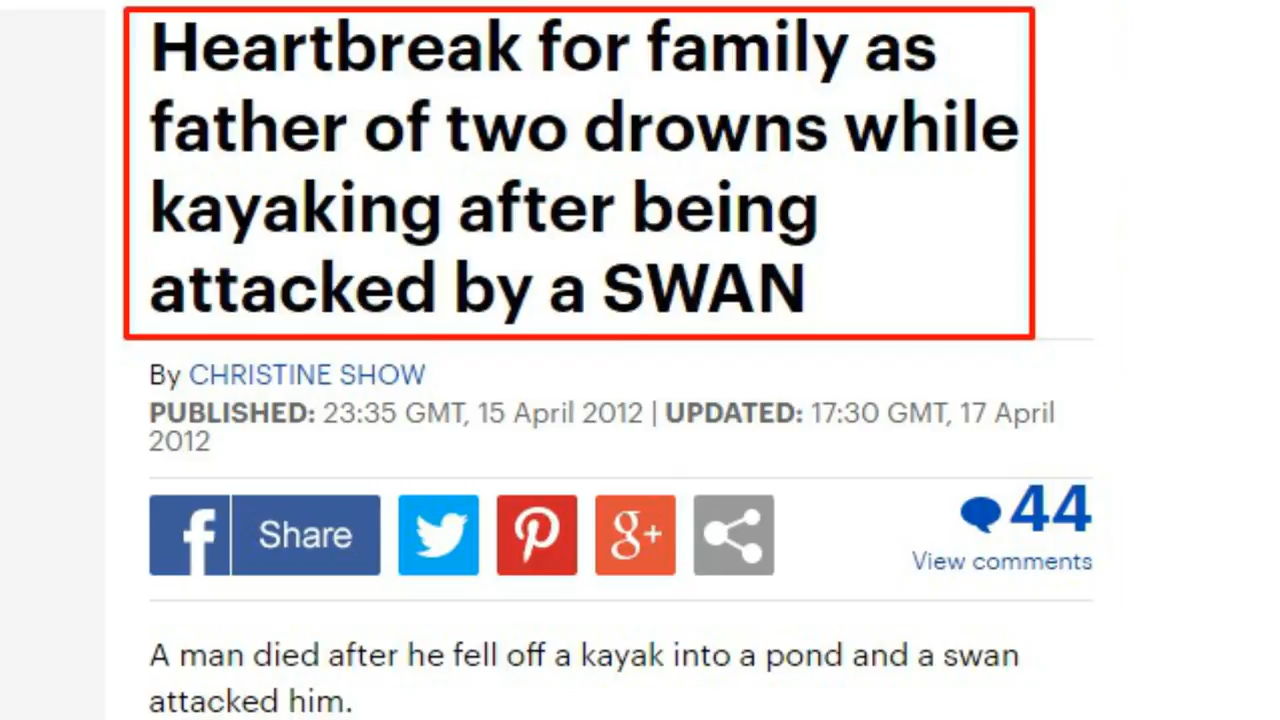 Heartbreak for family as
father of two drowns while
kayaking after being
attacked by a SWAN
By CHRISTINE SHOW
PUBLISHED: 23:35 GMT, 15 April 2012 | UPDATED: 17:30 GMT, 17 April
2012
f Share
g+
44
View comments
A man died after he fell off a kayak into a pond and a swan
attacked him.